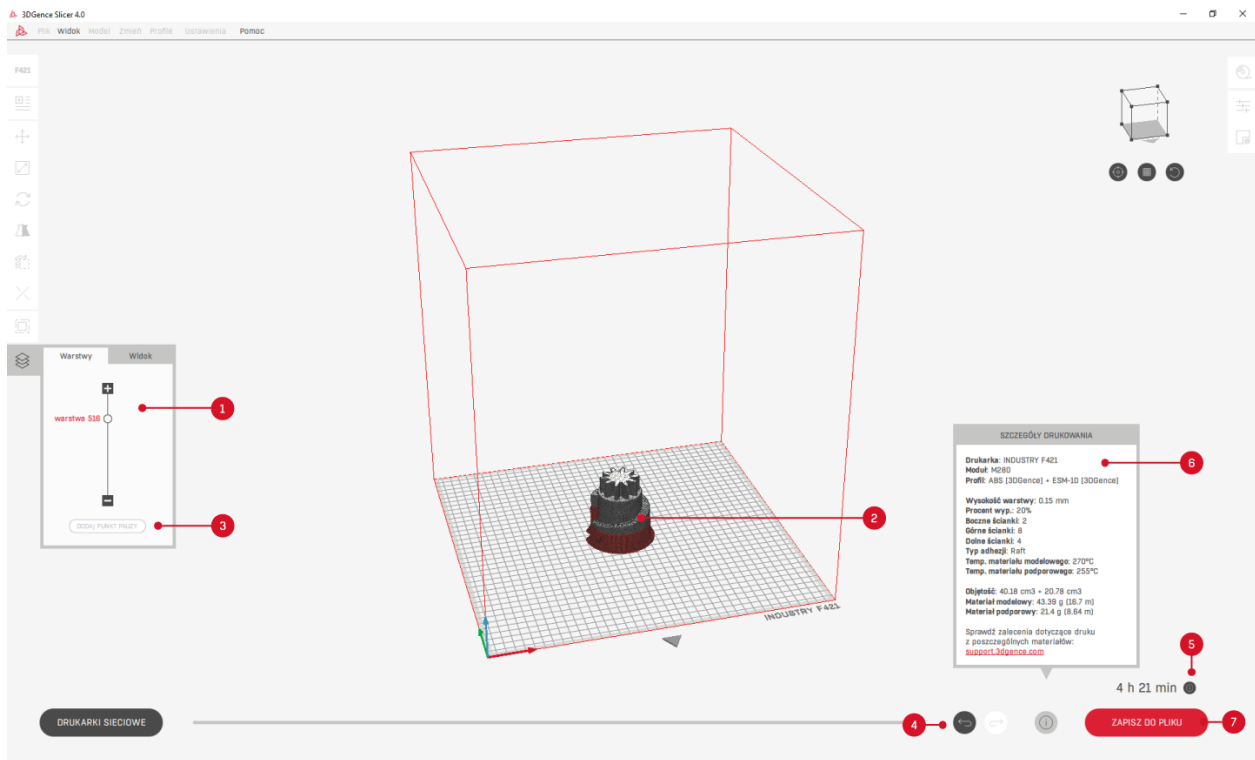 3DGence Slicer 4.0
Plik Widok Model Zmień Profile Ustawienia Pomoc
F421
Warstwy Widok
warstwa 516
1
DODAJ PUNKT PAUZY
3
2
INDUSTRY F421
SZCZEGÓŁY DRUKOWANIA
Drukarka: INDUSTRY F421
Moduł: M280
Profil: ABS [3DGence] + ESM-10 [3DGence]
6
Wysokość warstwy: 0.15 mm
Procent wyp.: 20%
Boczne ścianki: 2
Górne ścianki: 8
Dolne ścianki: 4
Typ adhezji: Raft
Temp. materiału modelowego: 270°C
Temp. materiału podporowego: 255°C
Objętość: 40.18 cm3 + 20.78 cm3
Materiał modelowy: 43.39 g (16.7 m)
Materiał podporowy: 21.4 g (8.64 m)
Sprawdź zalecenia dotyczące druku
z poszczególnych materiałów:
support.3dgence.com
5
4 h 21 min
DRUKARKI SIECIOWE
4
ZAPISZ DO PLIKU
7